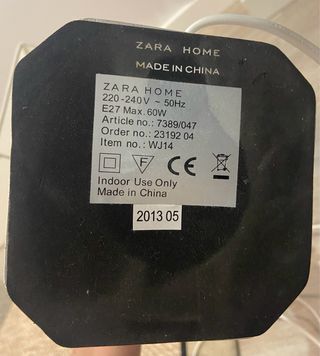 ZARA HOME
MADE IN CHINA
ZARA HOME
220-240V ~ 50Hz
E27 Max. 60W
Article no.: 7389/047
Order no.: 23192 04
Item no.: WJ14
F CE
Indoor Use Only
Made in China
2013 05